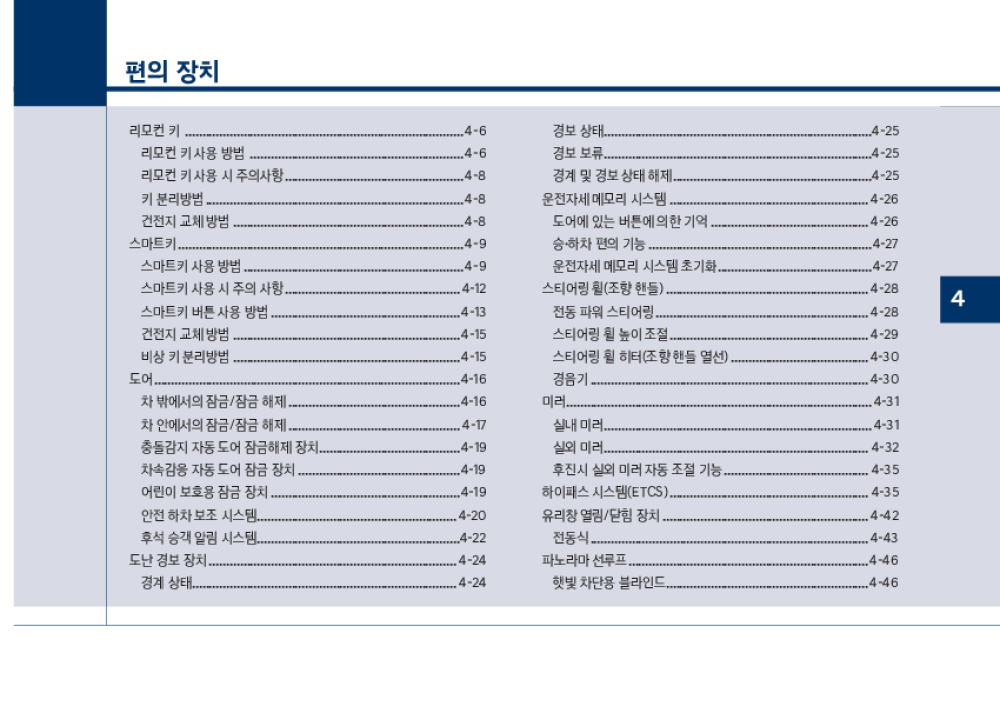 편의 장치
리모컨 키 4-6
리모컨 키 사용 방법 4-6
리모컨 키 사용 시 주의사항 4-8
키 분리방법 4-8
건전지 교체 방법 4-8
스마트키 4-9
스마트키 사용 방법 4-9
스마트키 사용 시 주의 사항 4-12
스마트키 버튼 사용 방법 4-13
건전지 교체 방법 4-15
비상 키 분리방법 4-15
도어 4-16
차 밖에서의 잠금/잠금 해제 4-16
차 안에서의 잠금/잠금 해제 4-17
충돌감지 자동 도어 잠금해제 장치 4-19
차속감응 자동 도어 잠금 장치 4-19
어린이 보호용 잠금 장치 4-19
안전 하차 보조 시스템 4-20
후석 승객 알림 시스템 4-22
도난 경보 장치 4-24
경계 상태 4-24
경보 상태 4-25
경보 보류 4-25
경계 및 경보 상태 해제 4-25
운전자세 메모리 시스템 4-26
도어에 있는 버튼에 의한 기억 4-26
승·하차 편의 기능 4-27
운전자세 메모리 시스템 초기화 4-27
스티어링 휠(조향 핸들) 4-28
전동 파워 스티어링 4-28
스티어링 휠 높이 조절 4-29
스티어링 휠 히터(조향 핸들 열선) 4-30
경음기 4-30
미러 4-31
실내 미러 4-31
실외 미러 4-32
후진시 실외 미러 자동 조절 기능 4-35
하이패스 시스템(ETCS) 4-35
유리창 열림/닫힘 장치 4-42
전동식 4-43
파노라마 선루프 4-46
햇빛 차단용 블라인드 4-46
4